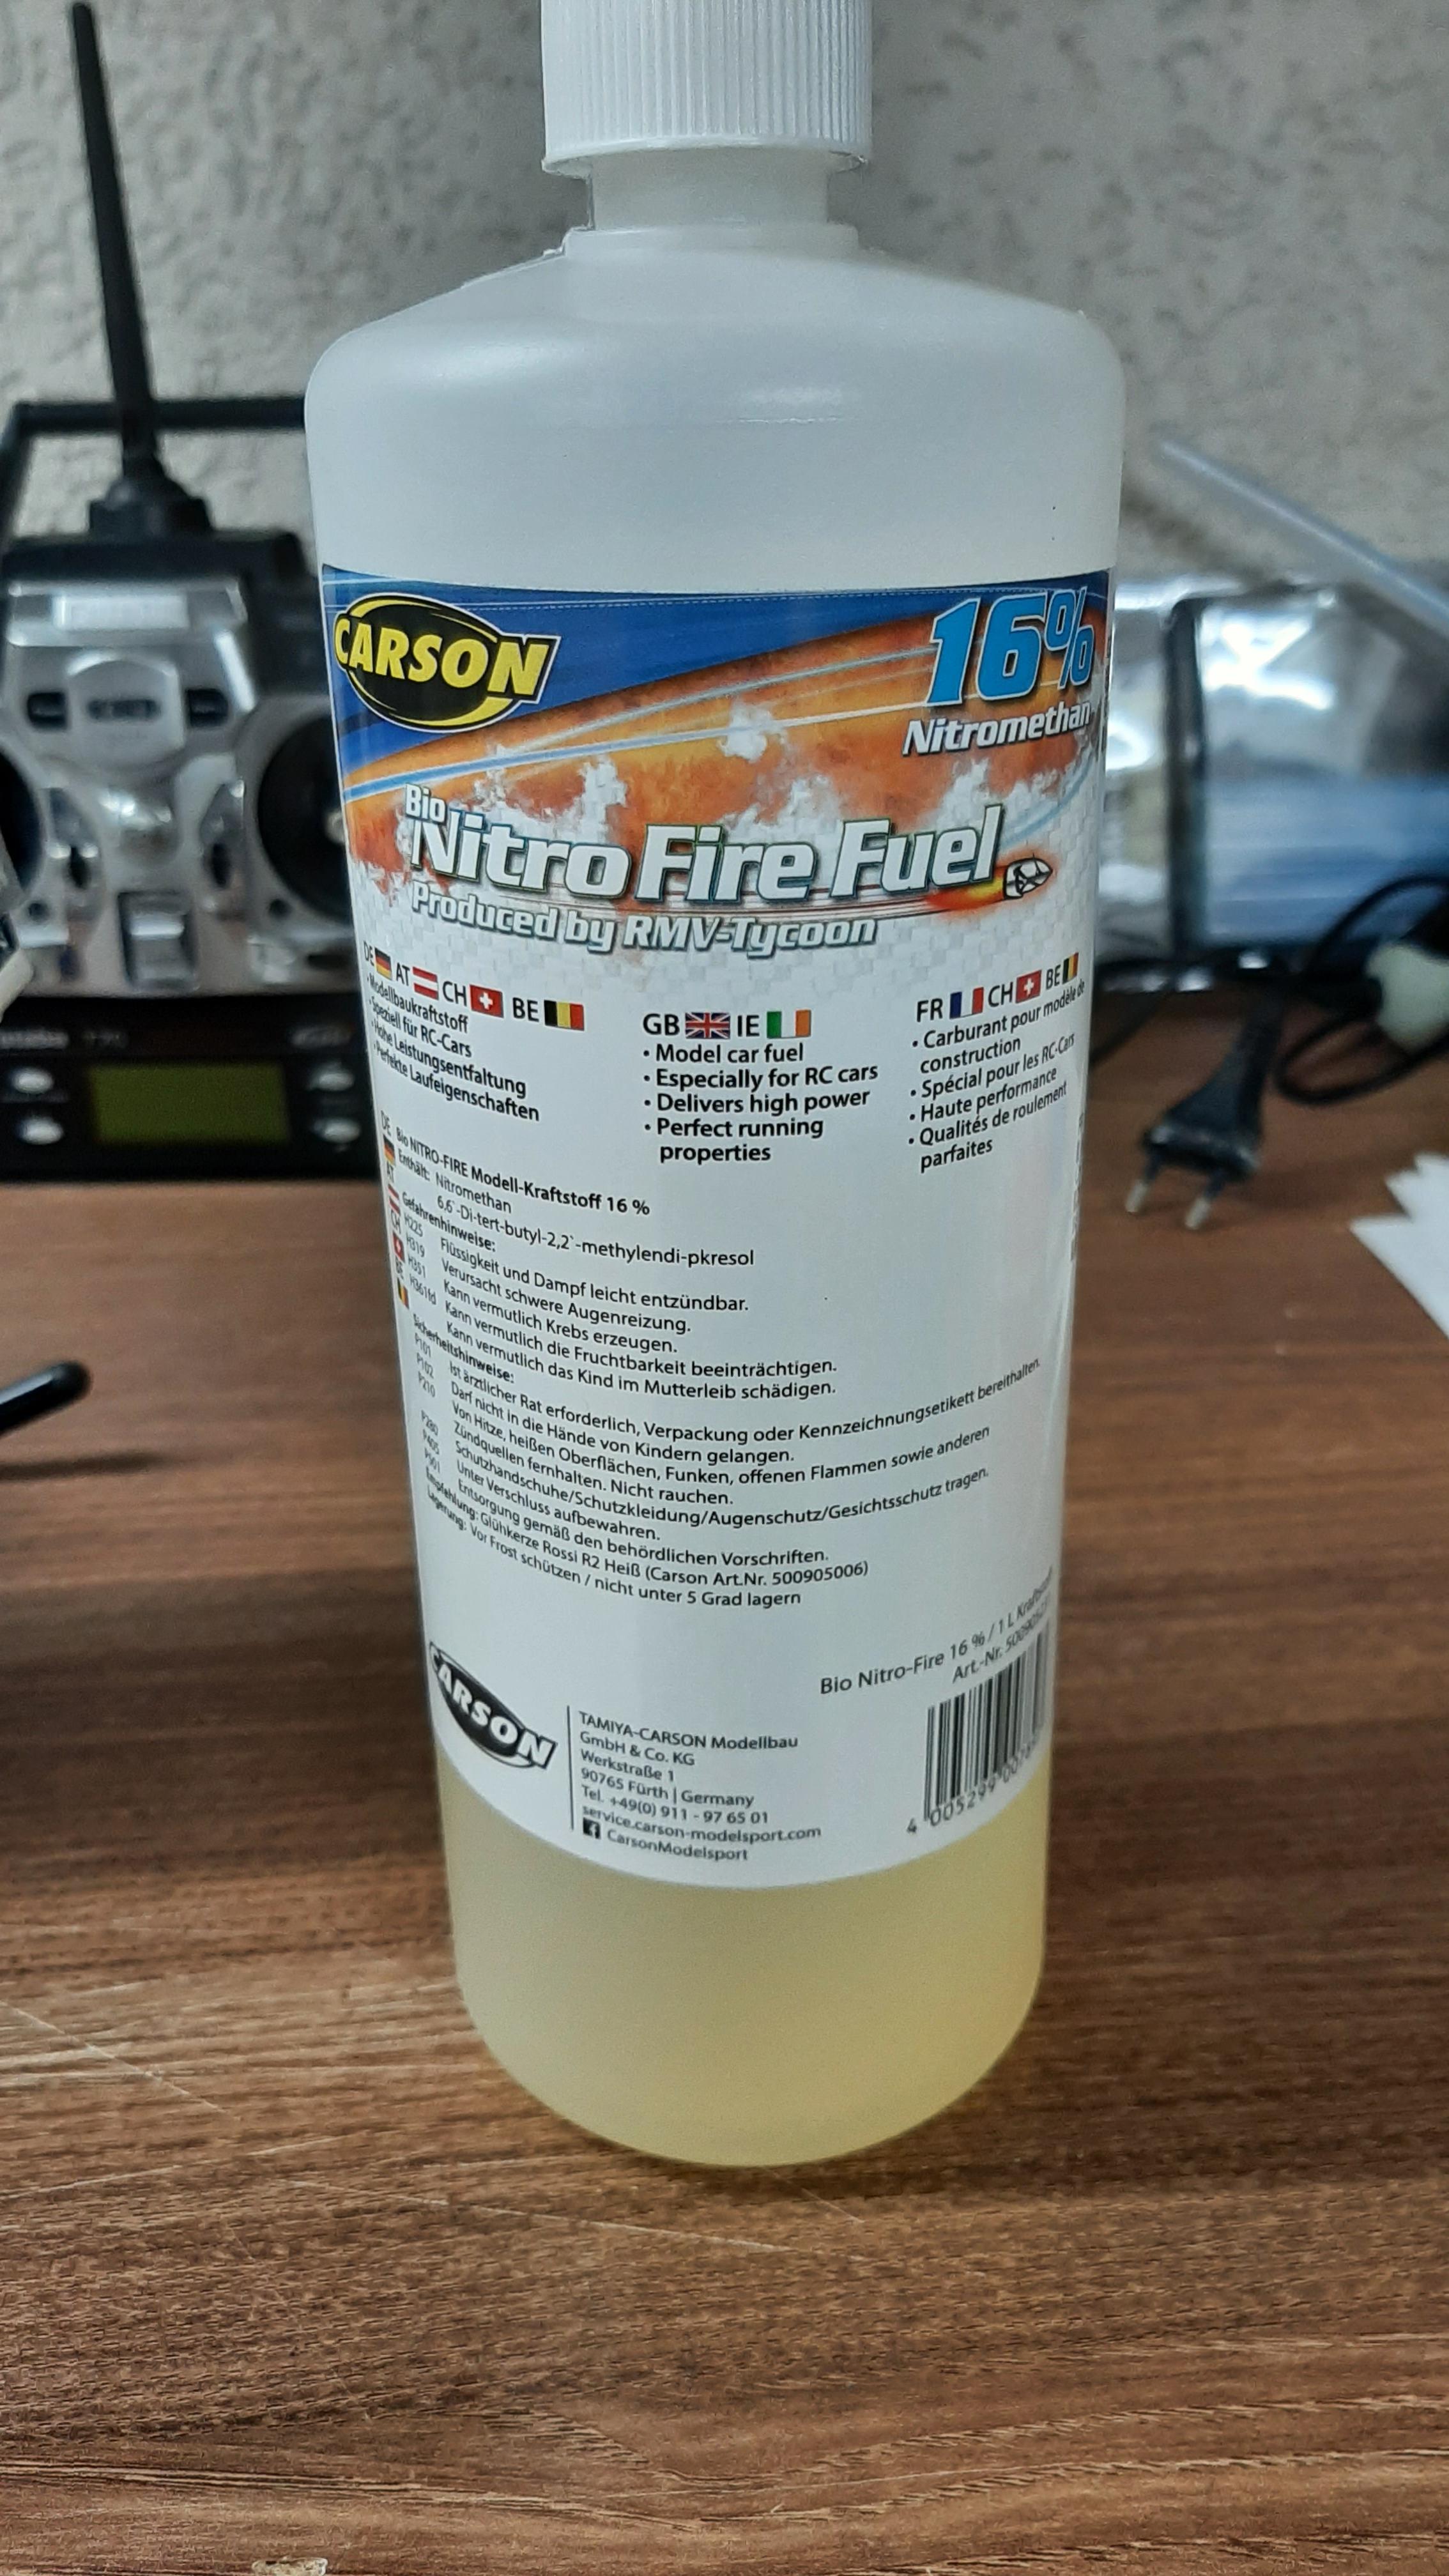 CARSON
16%
Nitromethan
Bio
Nitro Fire Fuel
Produced by RMV-Tycoon
DE AT CH BE
· Modellbaukraftstoff
· Speziell für RC-Cars
· Hohe Leistungsentfaltung
· Perfekte Laufeigenschaften
GB IE
· Model car fuel
· Especially for RC cars
· Delivers high power
· Perfect running
properties
FR CH BE
· Carburant pour modèle de
construction
· Spécial pour les RC-Cars
· Haute performance
· Qualités de roulement
parfaites
DE
AT
CH
BE
Bio NITRO-FIRE Modell-Kraftstoff 16 %
Enthält: Nitromethan
6,6`-Di-tert-butyl-2,2`-methylendi-pkresol
Gefahrenhinweise:
H225 Flüssigkeit und Dampf leicht entzündbar.
H319 Verursacht schwere Augenreizung.
H351 Kann vermutlich Krebs erzeugen.
H361fd Kann vermutlich die Fruchtbarkeit beeinträchtigen.
Kann vermutlich das Kind im Mutterleib schädigen.
Sicherheitshinweise:
P101 Ist ärztlicher Rat erforderlich, Verpackung oder Kennzeichnungsetikett bereithalten.
P102 Darf nicht in die Hände von Kindern gelangen.
P210 Von Hitze, heißen Oberflächen, Funken, offenen Flammen sowie anderen
Zündquellen fernhalten. Nicht rauchen.
P280 Schutzhandschuhe/Schutzkleidung/Augenschutz/Gesichtsschutz tragen.
P405 Unter Verschluss aufbewahren.
P501 Entsorgung gemäß den behördlichen Vorschriften.
Empfehlung: Glühkerze Rossi R2 Heiß (Carson Art.Nr. 500905006)
Lagerung: Vor Frost schützen / nicht unter 5 Grad lagern
Bio Nitro-Fire 16 % / 1 L Kraftstoff
Art.-Nr.
CARSON
TAMIYA-CARSON Modellbau
GmbH & Co. KG
Werkstraße 1
90765 Fürth | Germany
Tel. +49(0) 911 - 97 65 01
service.carson-modelsport.com
CarsonModelsport
4 005299